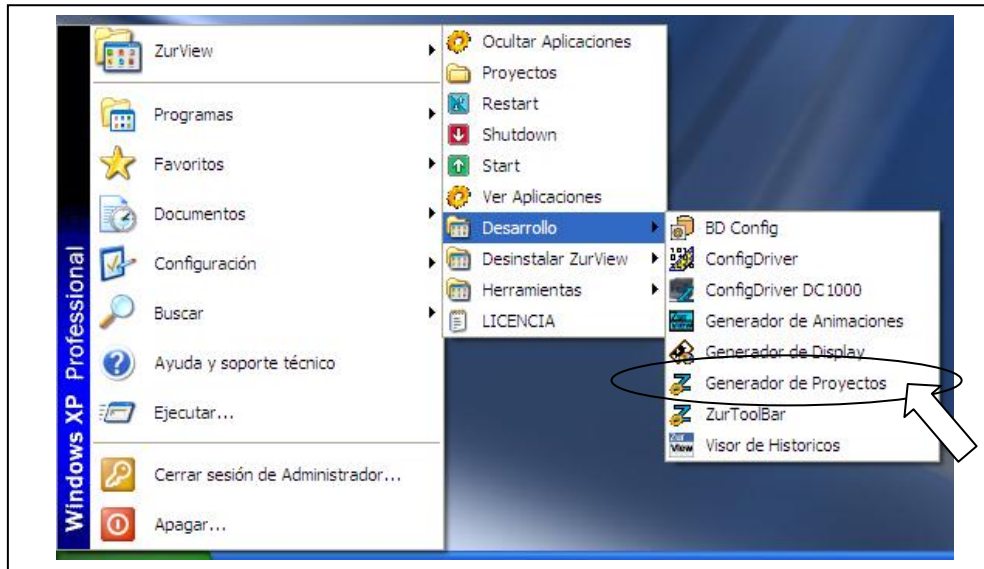 Windows XP Professional
ZurView
Programas
Favoritos
Documentos
Configuración
Buscar
Ayuda y soporte técnico
Ejecutar...
Cerrar sesión de Administrador...
Apagar...
Ocultar Aplicaciones
Proyectos
Restart
Shutdown
Start
Ver Aplicaciones
Desarrollo
Desinstalar ZurView
Herramientas
LICENCIA
BD Config
ConfigDriver
ConfigDriver DC1000
Generador de Animaciones
Generador de Display
Generador de Proyectos
ZurToolBar
Visor de Historicos